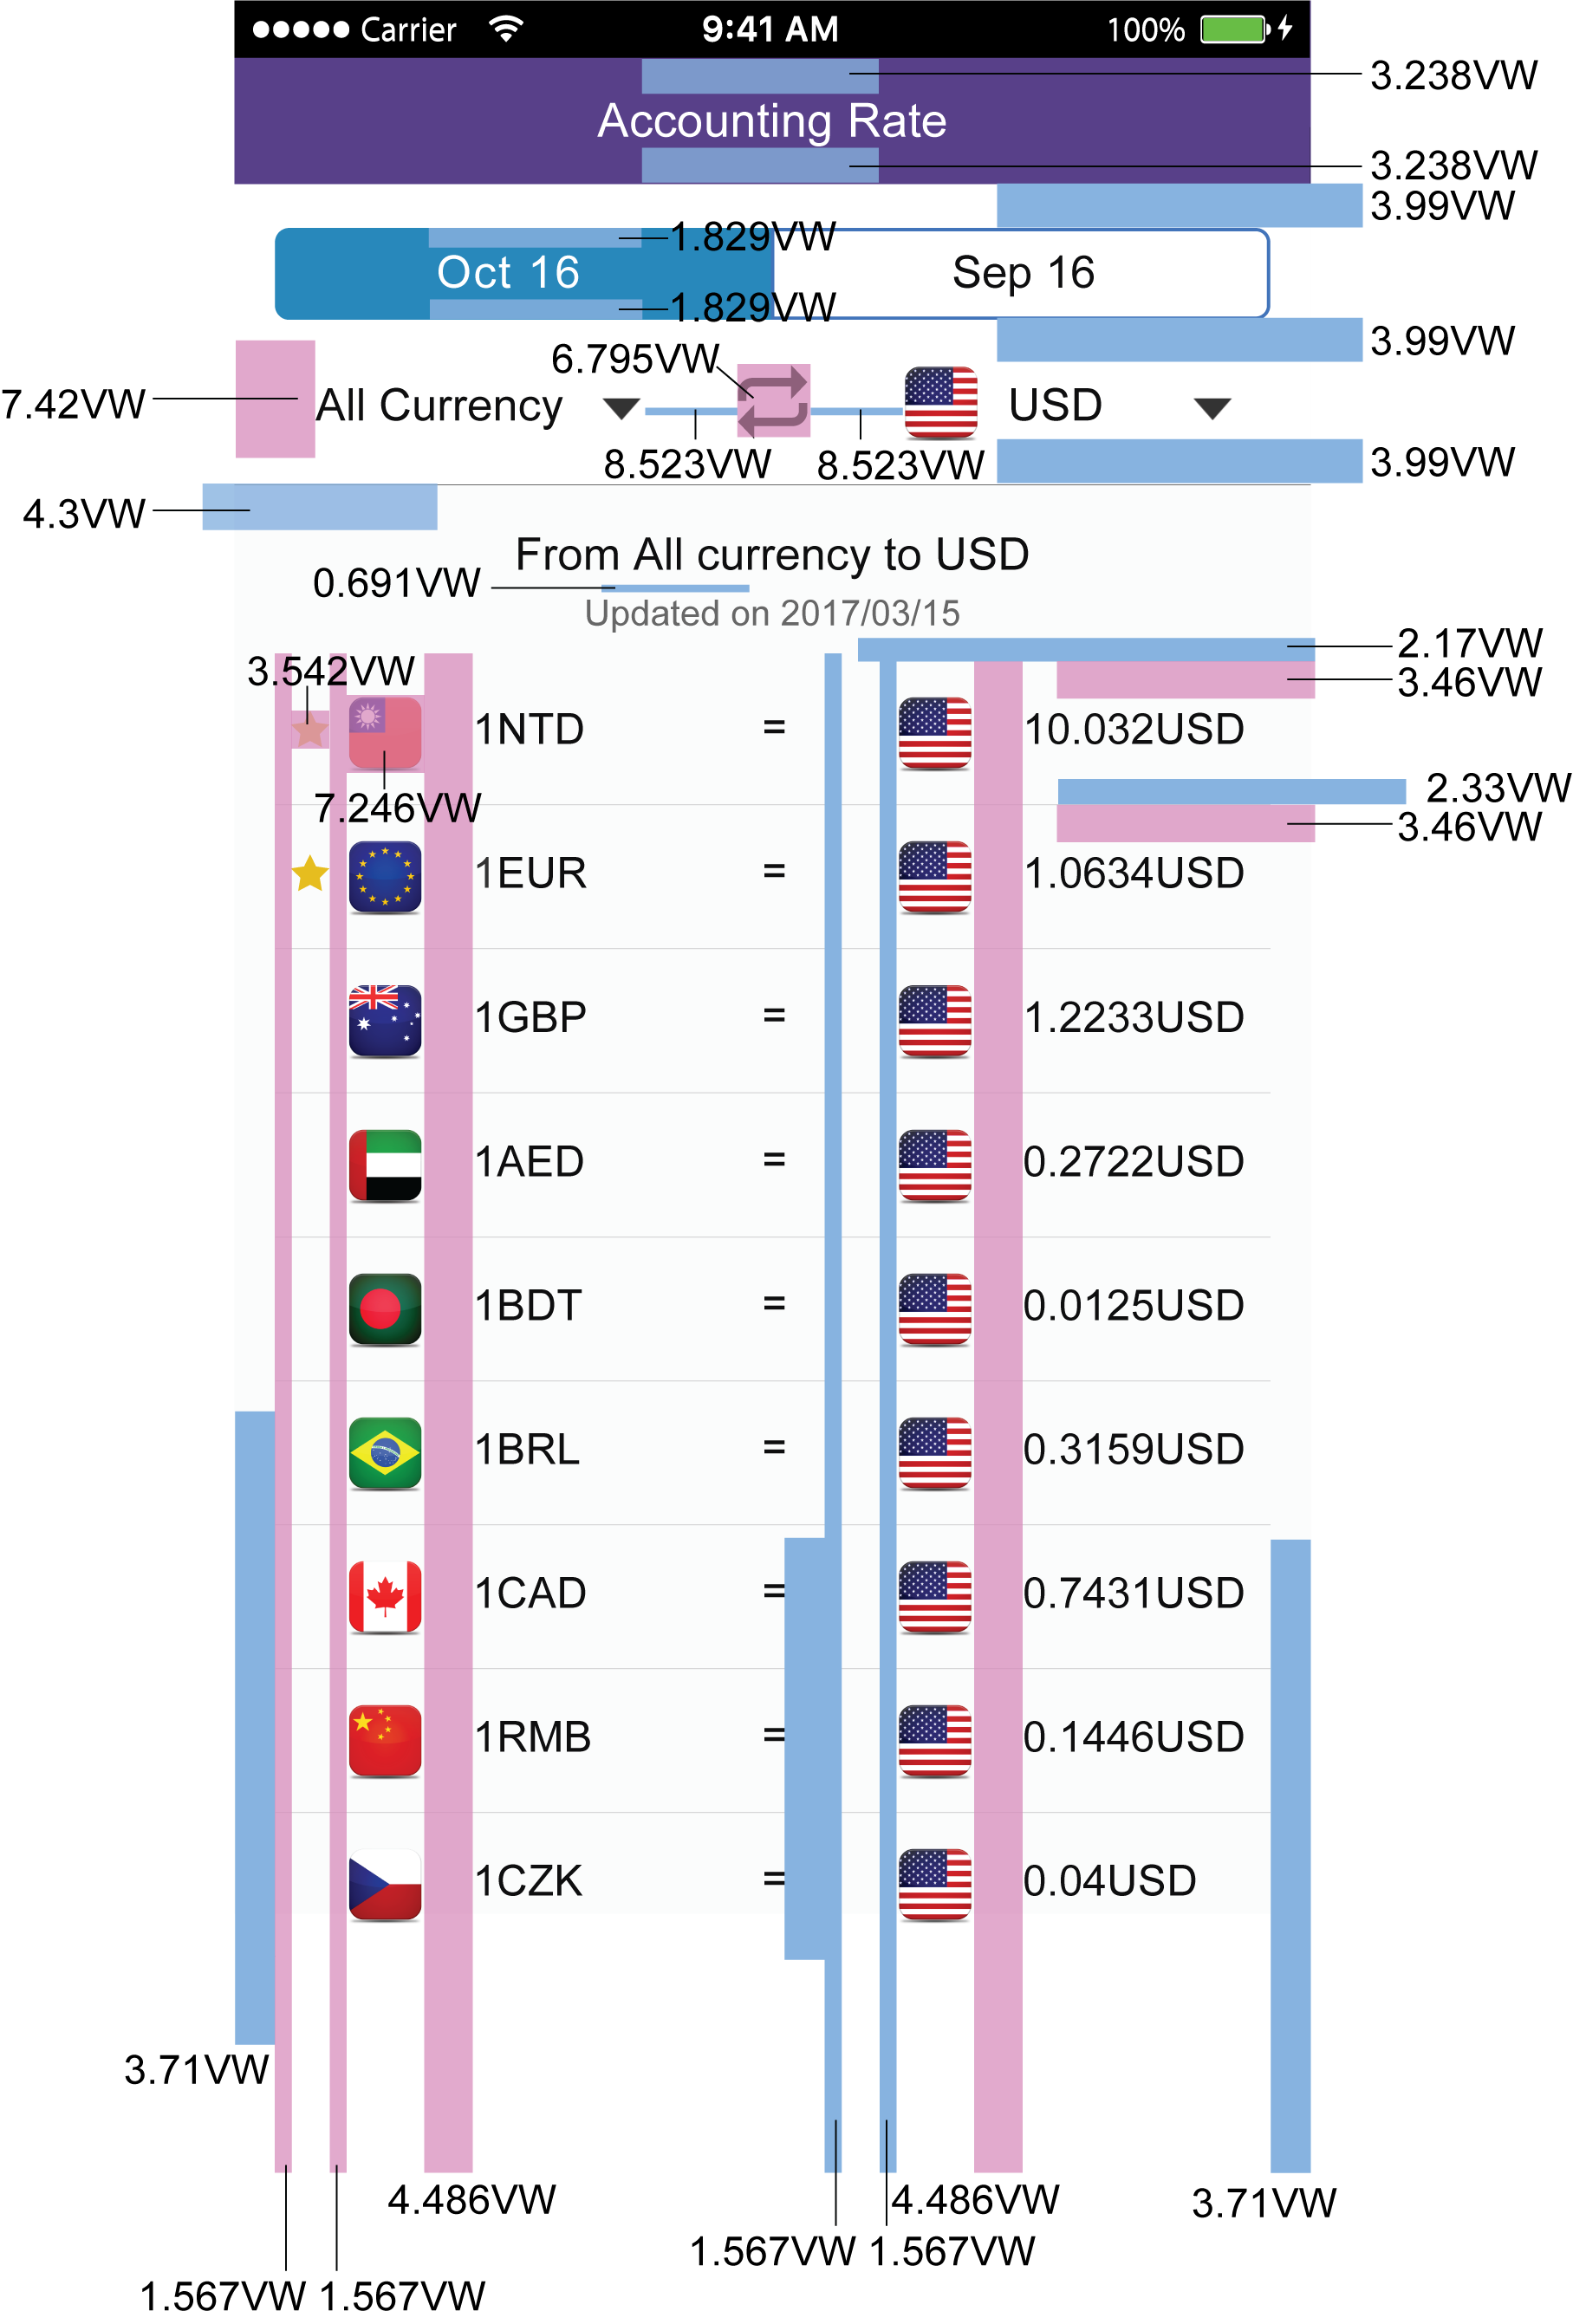 Carrier 9:41 AM 100%
3.238VW
Accounting Rate
3.238VW
3.99VW
1.829VW
Oct 16 Sep 16
1.829VW
3.99VW
6.795VW
7.42VW All Currency USD
8.523VW 8.523VW 3.99VW
4.3VW
From All currency to USD
0.691VW
Updated on 2017/03/15
2.17VW
3.542VW 3.46VW
1NTD = 10.032USD
2.33VW
7.246VW 3.46VW
1EUR = 1.0634USD
1GBP = 1.2233USD
1AED = 0.2722USD
1BDT = 0.0125USD
1BRL = 0.3159USD
1CAD = 0.7431USD
1RMB = 0.1446USD
1CZK = 0.04USD
3.71VW
4.486VW 4.486VW 3.71VW
1.567VW 1.567VW
1.567VW 1.567VW